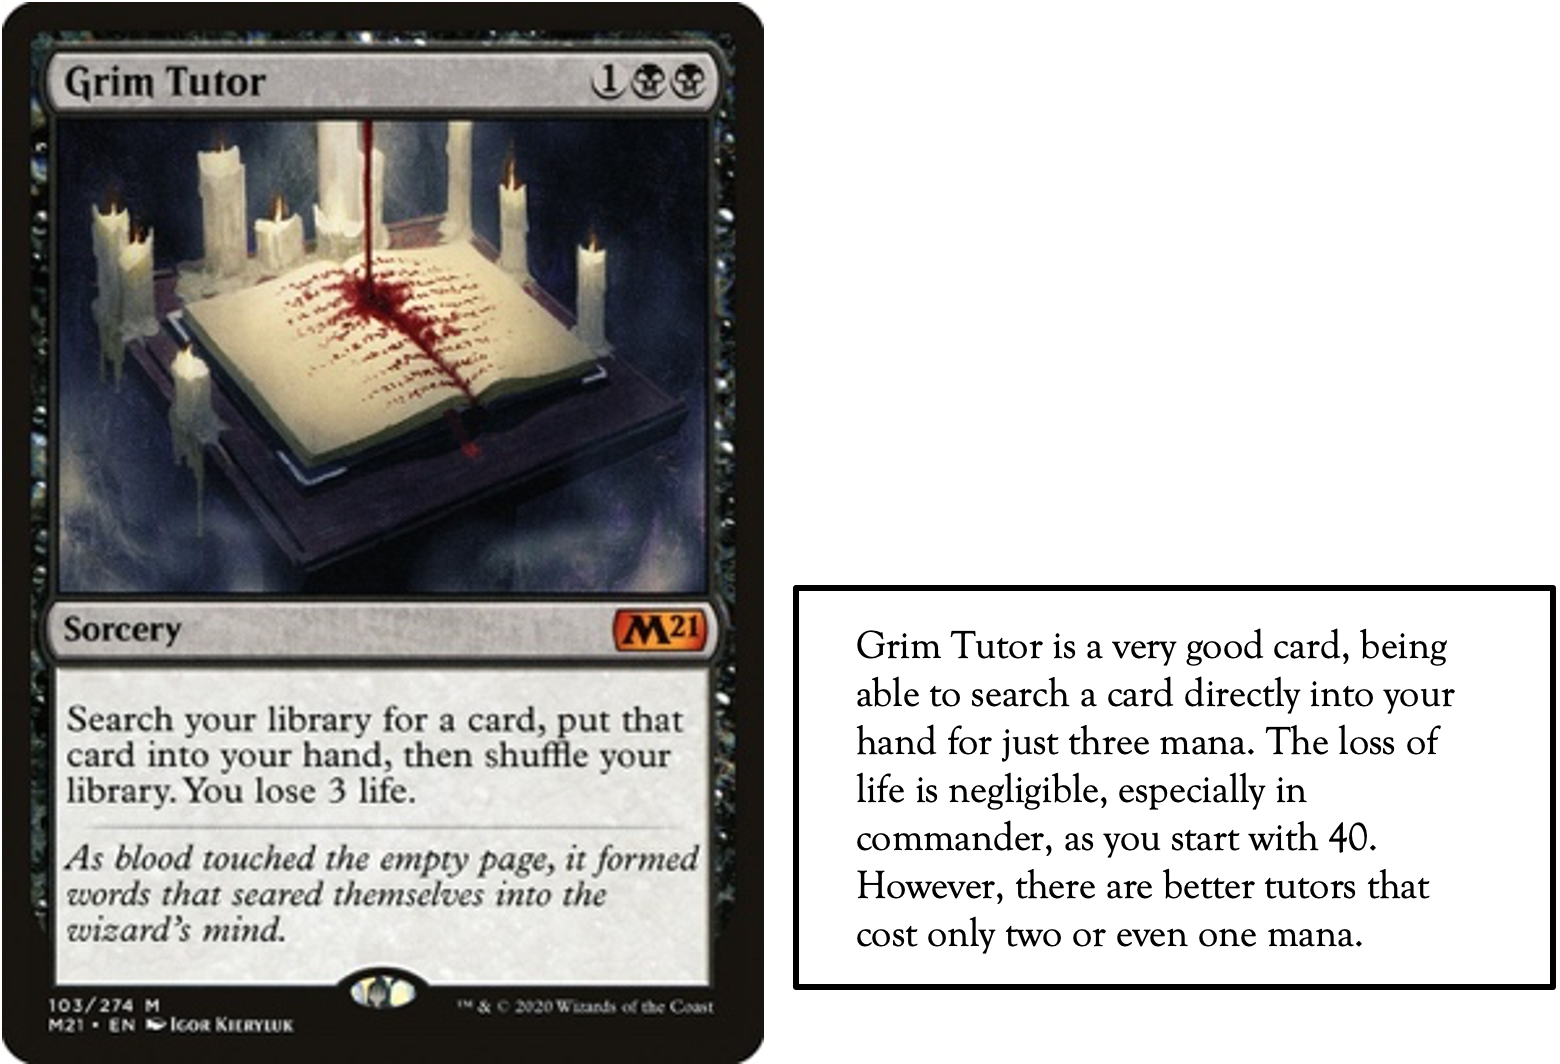 Grim Tutor 1
Sorcery M21
Search your library for a card, put that
card into your hand, then shuffle your
library. You lose 3 life.
As blood touched the empty page, it formed
words that seared themselves into the
wizard's mind.
103/274 M
M21 • EN Igor Kieryluk
™ & © 2020 Wizards of the Coast
Grim Tutor is a very good card, being
able to search a card directly into your
hand for just three mana. The loss of
life is negligible, especially in
commander, as you start with 40.
However, there are better tutors that
cost only two or even one mana.